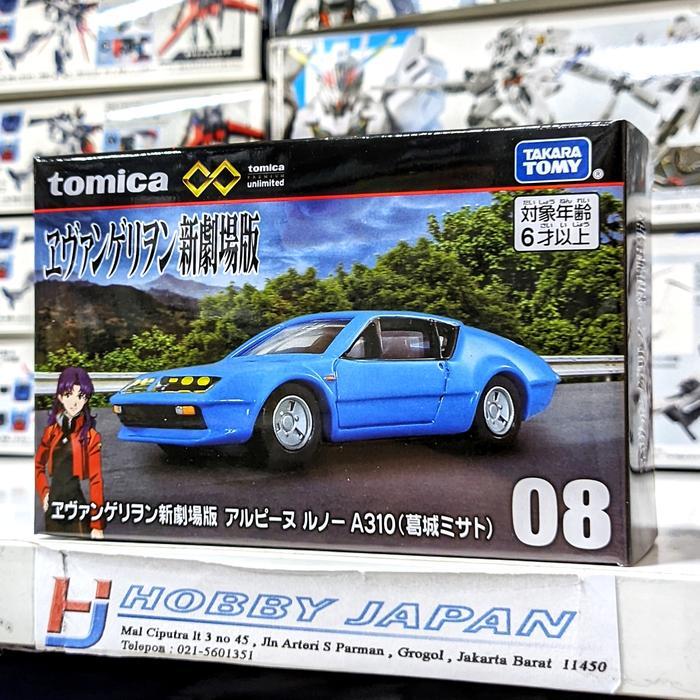 tomica
tomica
PREMIUM
unlimited
TAKARA
TOMY
たいしょうねんれい
対象年齢
さいいじょう
6才以上
ヱヴァンゲリヲン新劇場版
ヱヴァンゲリヲン新劇場版 アルピーヌ ルノー A310(葛城ミサト)
08
HJ
HOBBY JAPAN
Mal Ciputra lt 3 no 45 , Jln Arteri S Parman , Grogol , Jakarta Barat 11450
Telepon : 021-5601351